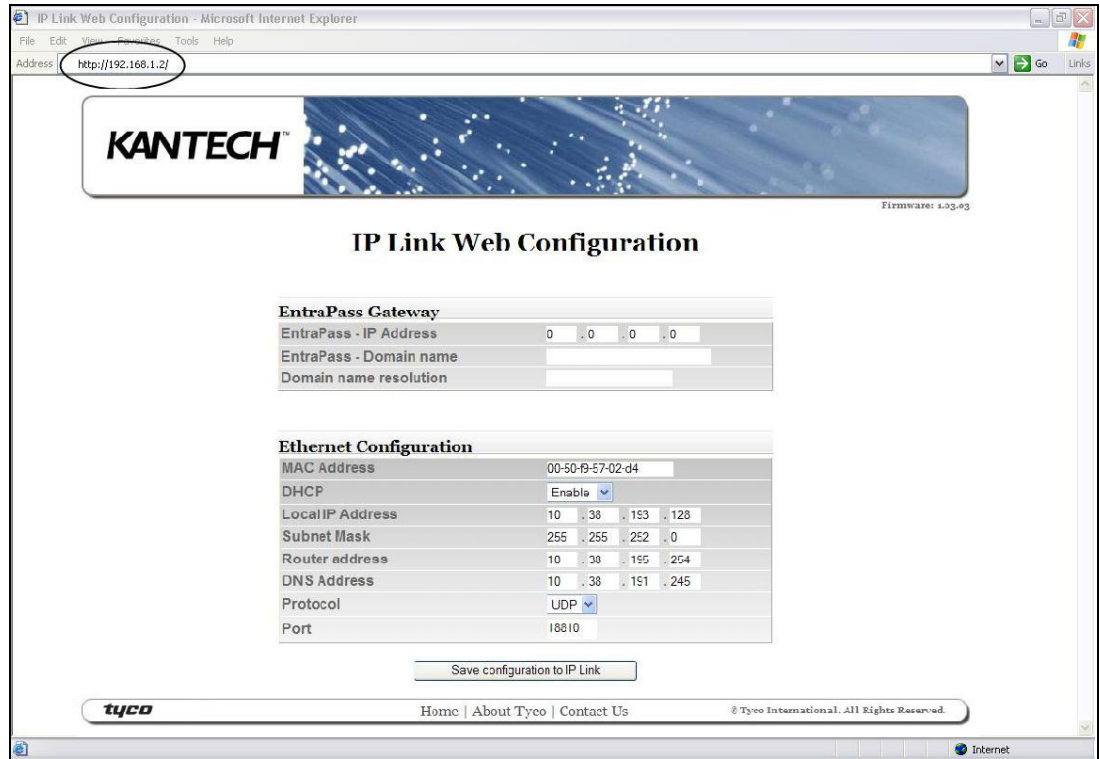 IP Link Web Configuration - Microsoft Internet Explorer
File Edit View Favorites Tools Help
Address http://192.168.1.2/ Go Links
KANTECH™
Firmware: 1.03.03
IP Link Web Configuration
EntraPass Gateway
EntraPass - IP Address 0 . 0 . 0 . 0
EntraPass - Domain name
Domain name resolution
Ethernet Configuration
MAC Address 00-50-f9-57-02-d4
DHCP Enable
Local IP Address 10 . 38 . 193 . 128
Subnet Mask 255 . 255 . 252 . 0
Router address 10 . 38 . 195 . 254
DNS Address 10 . 38 . 191 . 245
Protocol UDP
Port 18810
Save configuration to IP Link
tyco Home | About Tyco | Contact Us © Tyco International. All Rights Reserved.
Internet